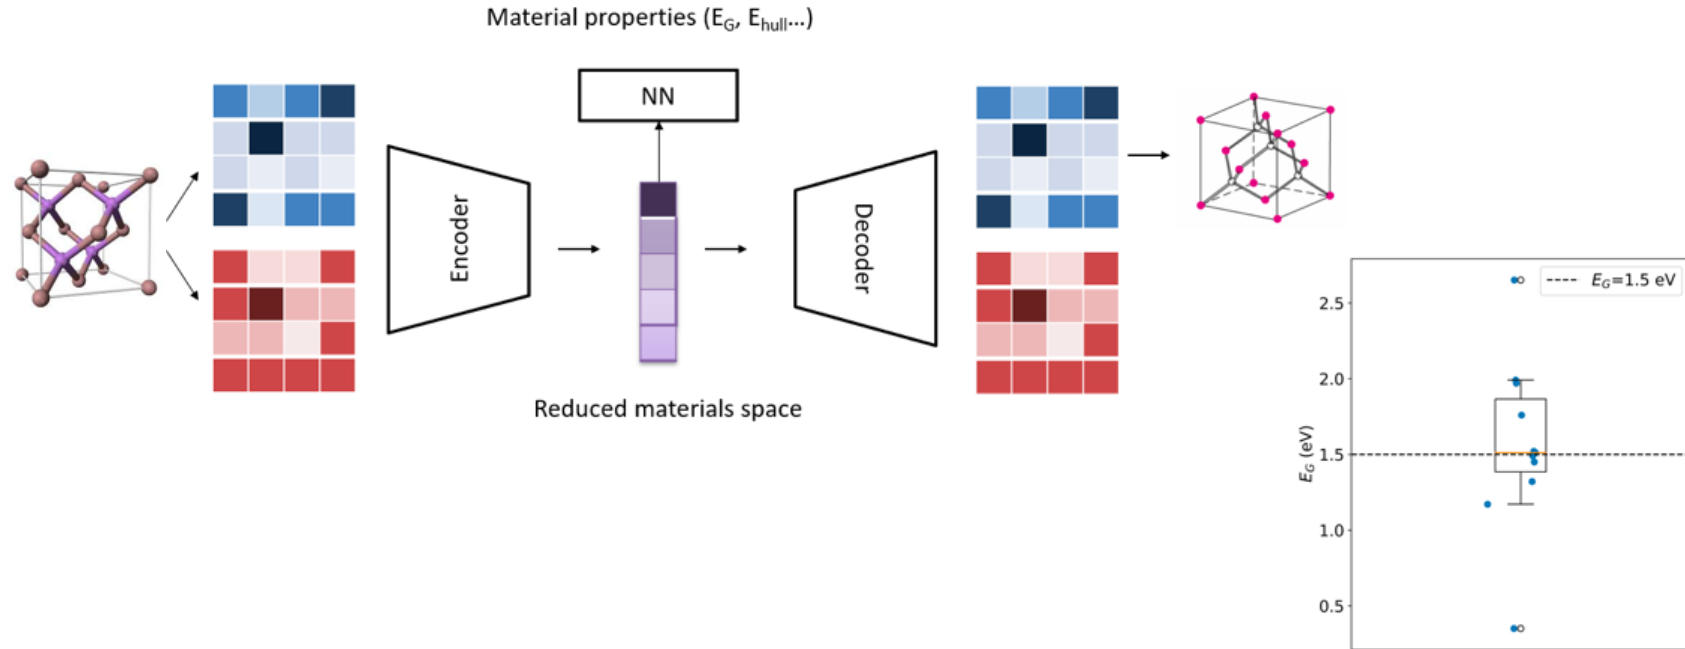 Material properties (E_G, E_hull...)
NN
Encoder
Decoder
Reduced materials space
E_G=1.5 eV
E_G (eV)
2.5
2.0
1.5
1.0
0.5